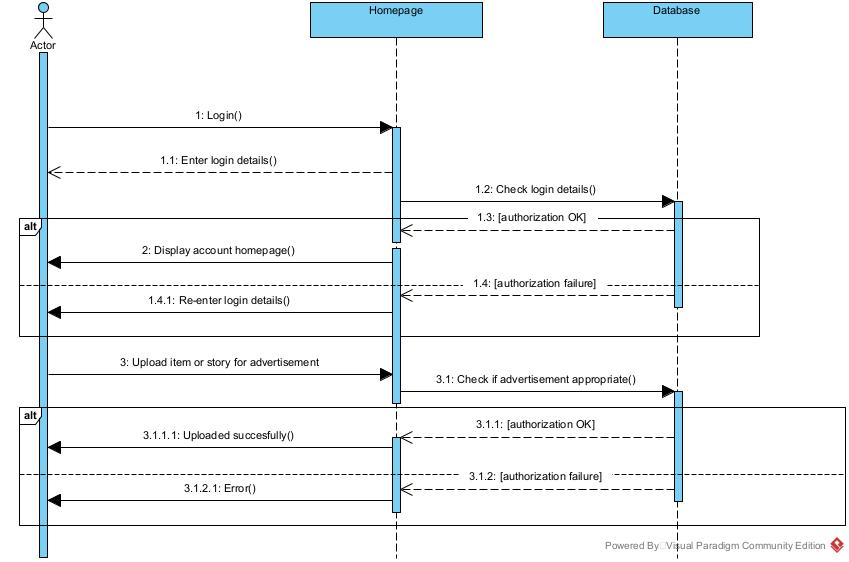 Homepage
Database
Actor
1: Login()
1.1: Enter login details()
1.2: Check login details()
1.3: [authorization OK]
alt
2: Display account homepage()
1.4: [authorization failure]
1.4.1: Re-enter login details()
3: Upload item or story for advertisement
3.1: Check if advertisement appropriate()
alt
3.1.1: [authorization OK]
3.1.1.1: Uploaded succesfully()
3.1.2: [authorization failure]
3.1.2.1: Error()
Powered By Visual Paradigm Community Edition